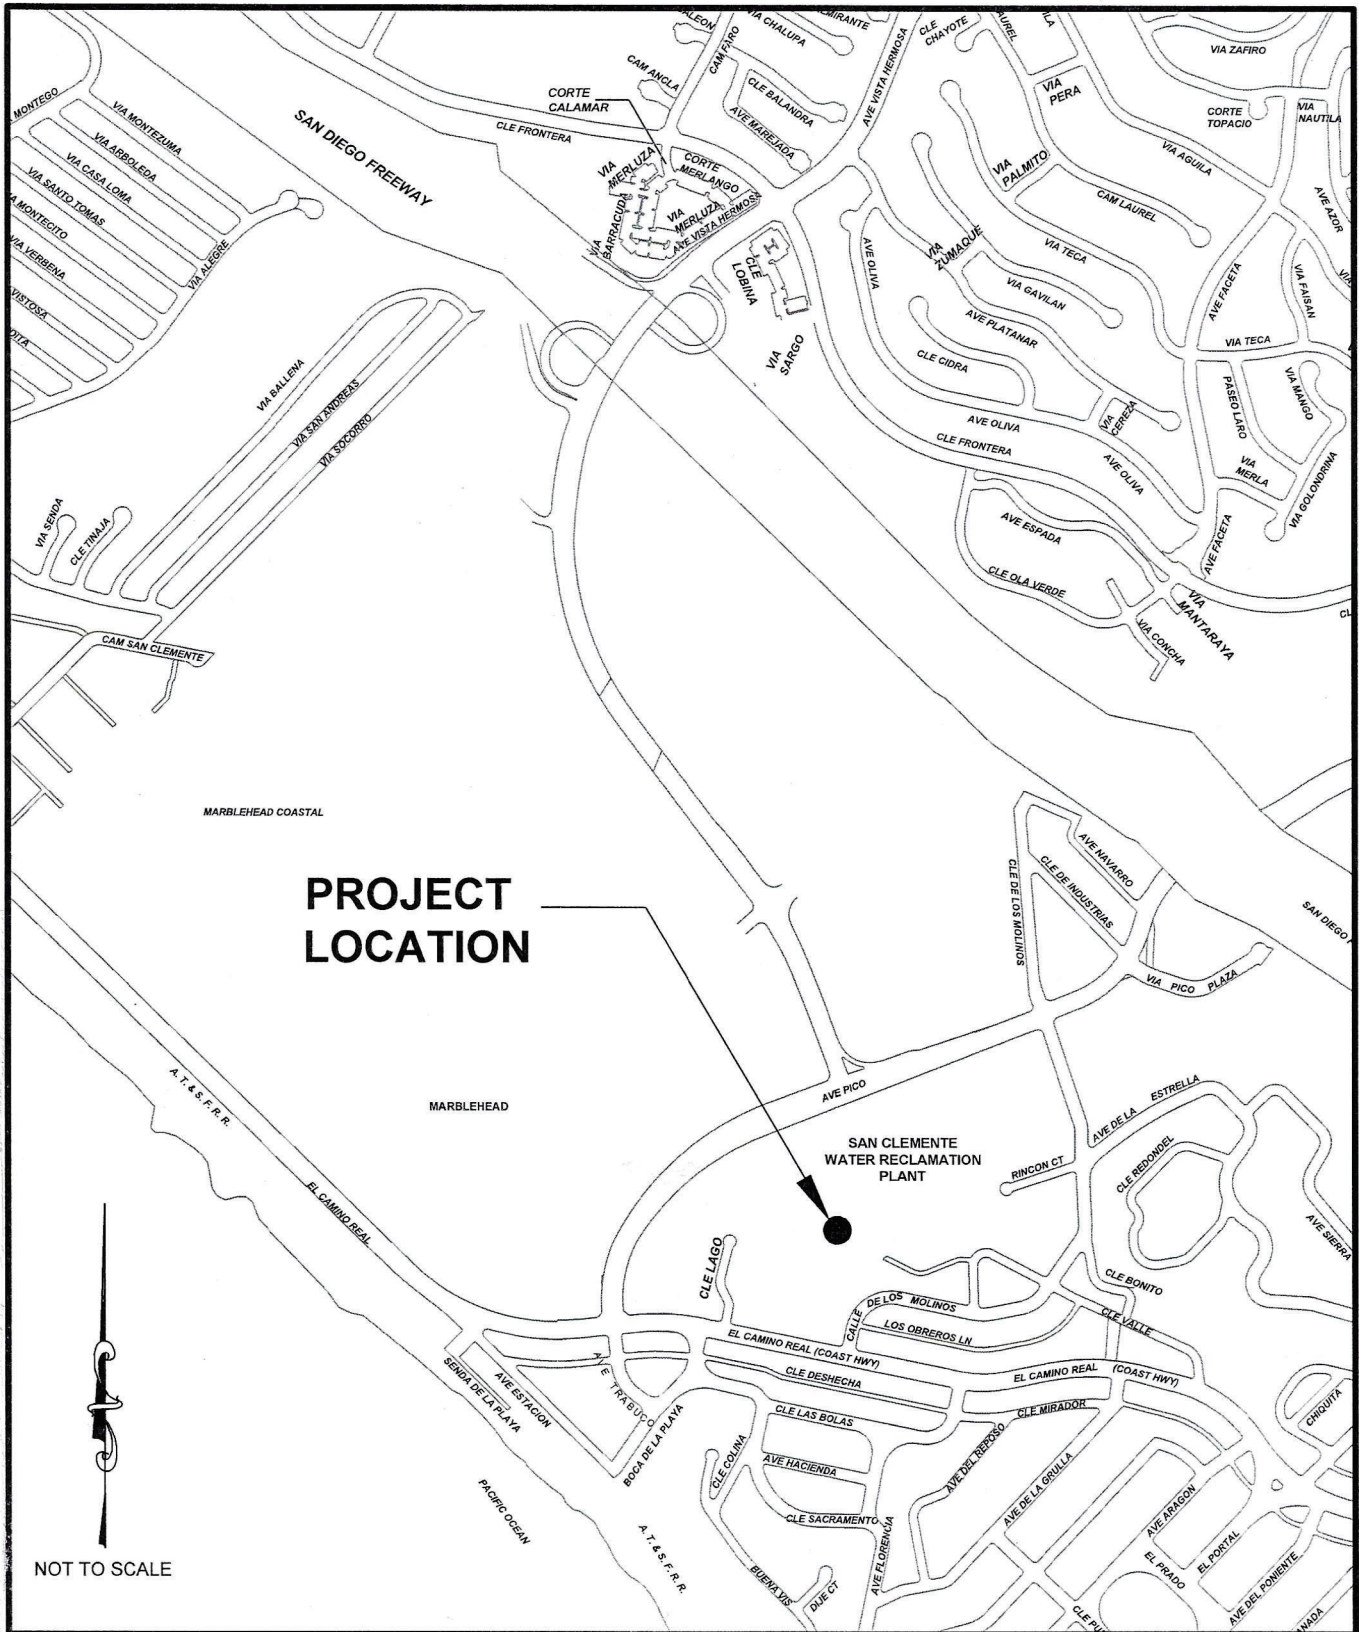 VIA CHALUPA
CLE
CHAYOTE
VIA ZAFIRO
CAM FARO
CAM ANCLA
CLE BALANDRA
AVE VISTA HERMOSA
VIA
PERA
CORTE
CALAMAR
CORTE
TOPACIO
VIA
NAUTILA
MONTEGO
VIA MONTEZUMA
SAN DIEGO FREEWAY
CLE FRONTERA
AVE MAREJADA
VIA ARBOLEDA
VIA AGUILA
VIA CASA LOMA
VIA
MERLUZA
CORTE
MERLANGO
VIA
PALMITO
VIA SANTO TOMAS
CAM LAUREL
AVE AZOR
VIA
BARRACUDA
VIA
MERLUZA
AVE VISTA HERMOSA
A MONTECITO
VIA VERBENA
VIA ALEGRE
VIA
ZUMAQUE
VIA TECA
AVE OLIVA
CLE
LOBINA
VIA GAVILAN
AVE FACETA
VIA FAISAN
VISTOSA
AVE PLATANAR
VIA
SARGO
CLE CIDRA
VIA TECA
VIA BALLENA
VIA SAN ANDREAS
VIA SOCORRO
PASEO LARO
VIA MANGO
VIA
CEREZA
AVE OLIVA
CLE FRONTERA
AVE OLIVA
VIA
MERLA
VIA GOLONDRINA
VIA SENDA
CLE TINAJA
AVE ESPADA
AVE FACETA
CLE OLA VERDE
VIA
MANTARAYA
CL
VIA CONCHA
CAM SAN CLEMENTE
MARBLEHEAD COASTAL
PROJECT
LOCATION
AVE NAVARRO
CLE DE INDUSTRIAS
CLE DE LOS MOLINOS
SAN DIEGO
VIA PICO PLAZA
A. T. & S. F. R. R.
MARBLEHEAD
AVE PICO
AVE DE LA ESTRELLA
SAN CLEMENTE
WATER RECLAMATION
PLANT
RINCON CT
CLE REDONDEL
AVE SIERRA
EL CAMINO REAL
CLE LAGO
CLE BONITO
CALLE DE LOS MOLINOS
CLE VALLE
LOS OBREROS LN
EL CAMINO REAL (COAST HWY)
CLE DESHECHA
EL CAMINO REAL (COAST HWY)
AVE TRABUCO
SENDA DE LA PLAYA
AVE ESTACION
CLE LAS BOLAS
CLE MIRADOR
CHIQUITA
BOCA DE LA PLAYA
CLE COLINA
AVE HACIENDA
AVE DEL REPOSO
AVE DE LA GRULLA
PACIFIC OCEAN
CLE SACRAMENTO
AVE ARAGON
EL PORTAL
A. T. & S. F. R. R.
AVE FLORENCIA
EL PRADO
AVE DEL PONIENTE
BUENA VIS
DIJE CT
NOT TO SCALE